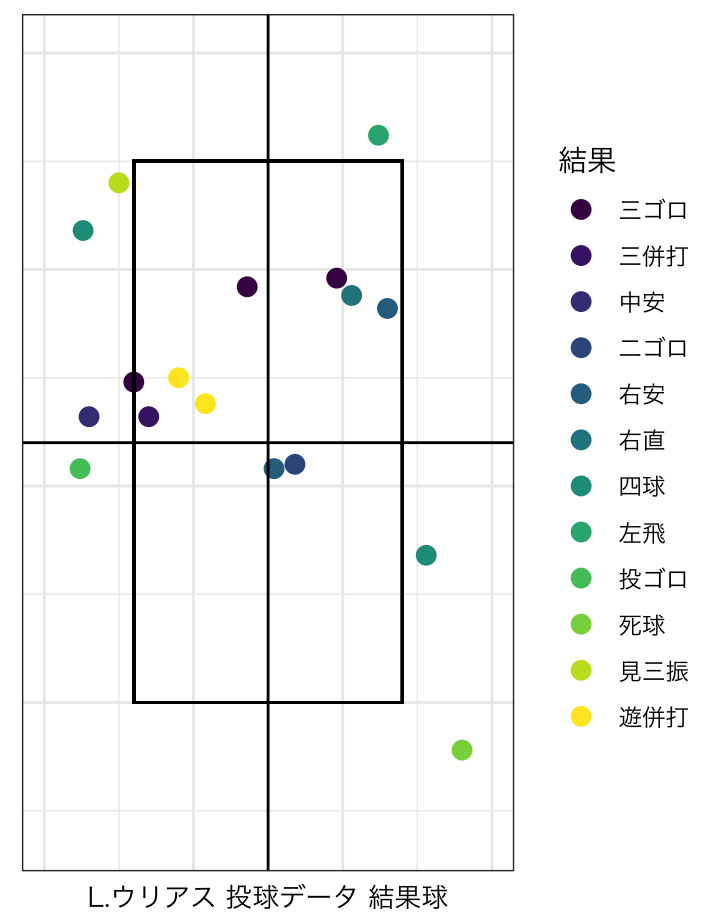 結果
三ゴロ
三併打
中安
二ゴロ
右安
右直
四球
左飛
投ゴロ
死球
見三振
遊併打
L.ウリアス 投球データ 結果球